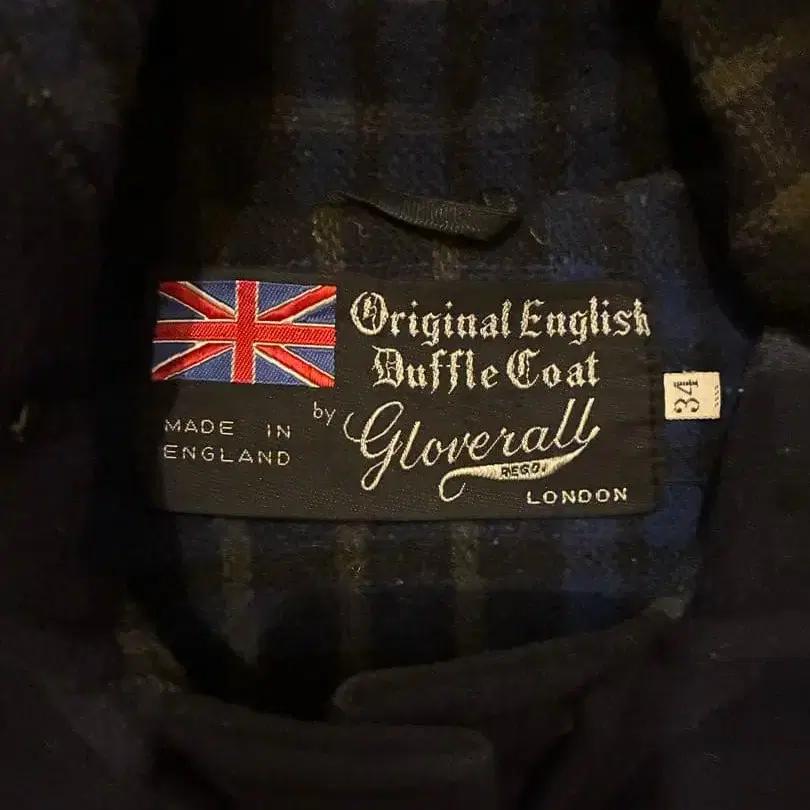 Original English
Duffle Coat
by Gloverall
REGD.
LONDON
MADE IN
ENGLAND
34